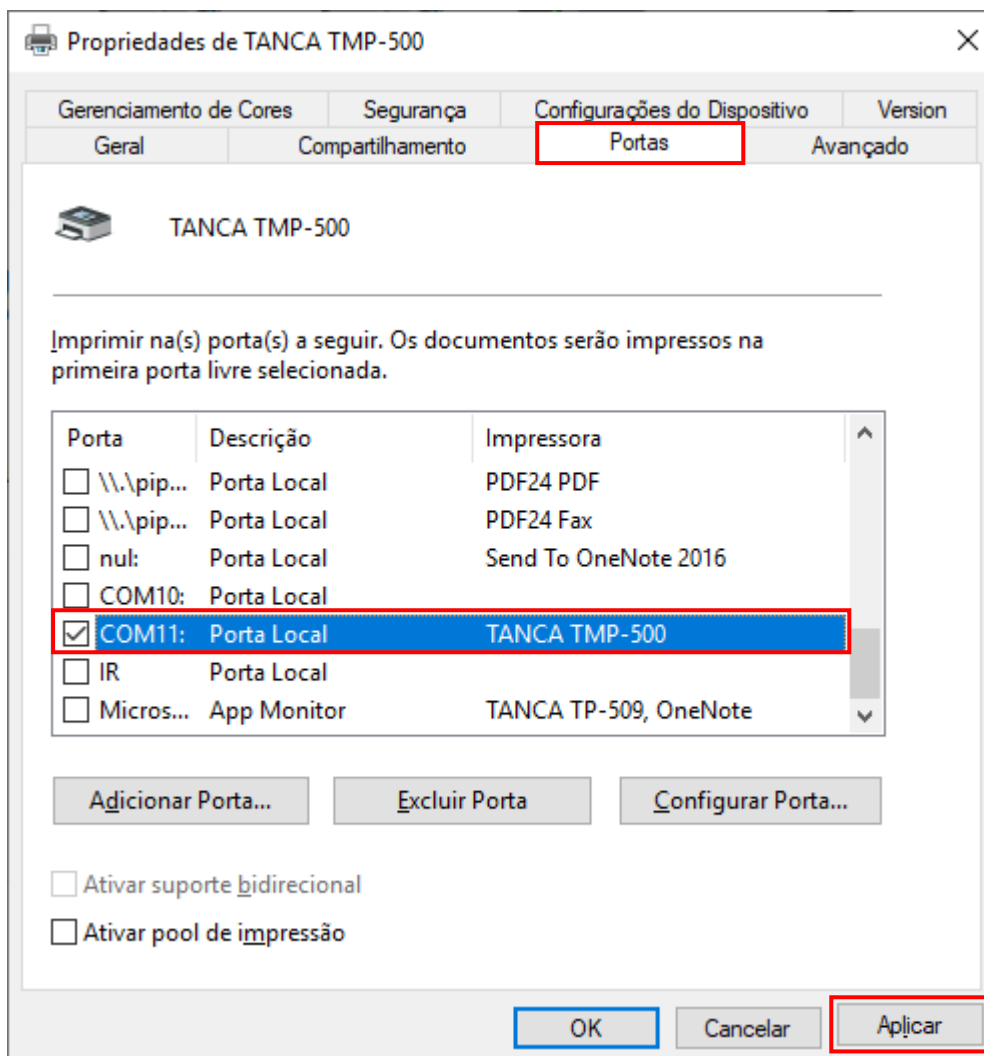 Propriedades de TANCA TMP-500
Gerenciamento de Cores Segurança Configurações do Dispositivo Version
Geral Compartilhamento Portas Avançado
TANCA TMP-500
Imprimir na(s) porta(s) a seguir. Os documentos serão impressos na
primeira porta livre selecionada.
Porta Descrição Impressora
\\.\pip... Porta Local PDF24 PDF
\\.\pip... Porta Local PDF24 Fax
nul: Porta Local Send To OneNote 2016
COM10: Porta Local
COM11: Porta Local TANCA TMP-500
IR Porta Local
Micros... App Monitor TANCA TP-509, OneNote
Adicionar Porta... Excluir Porta Configurar Porta...
Ativar suporte bidirecional
Ativar pool de impressão
OK Cancelar Aplicar